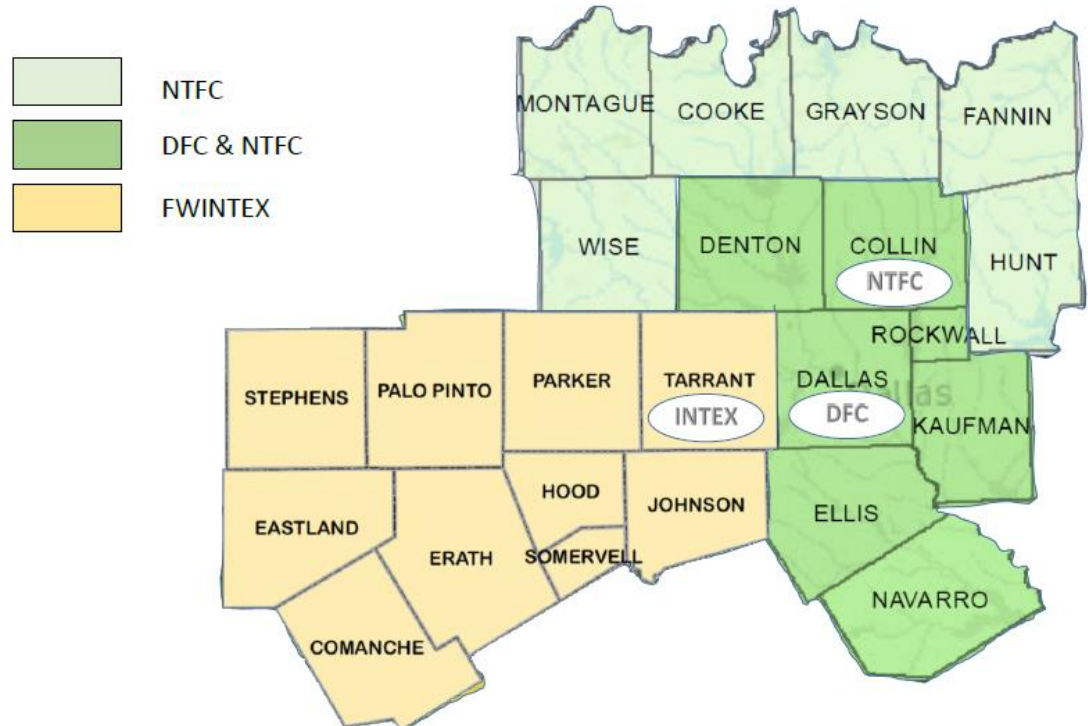 NTFC
DFC & NTFC
FWINTEX
MONTAGUE
COOKE
GRAYSON
FANNIN
WISE
DENTON
COLLIN
NTFC
HUNT
ROCKWALL
STEPHENS
PALO PINTO
PARKER
TARRANT
INTEX
DALLAS
DFC
KAUFMAN
EASTLAND
ERATH
HOOD
SOMERVELL
JOHNSON
ELLIS
NAVARRO
COMANCHE